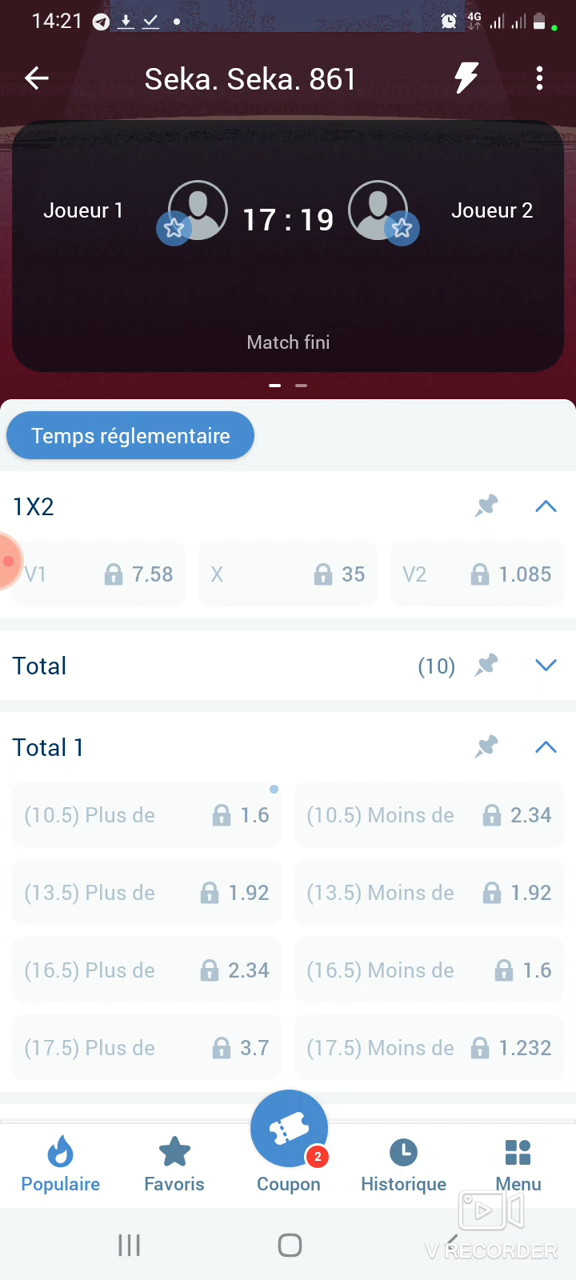 14:21 4G
Seka. Seka. 861
Joueur 1 17 : 19 Joueur 2
Match fini
Temps réglementaire
1X2
V1 7.58 X 35 V2 1.085
Total (10)
Total 1
(10.5) Plus de 1.6 (10.5) Moins de 2.34
(13.5) Plus de 1.92 (13.5) Moins de 1.92
(16.5) Plus de 2.34 (16.5) Moins de 1.6
(17.5) Plus de 3.7 (17.5) Moins de 1.232
2
Populaire Favoris Coupon Historique Menu
V RECORDER